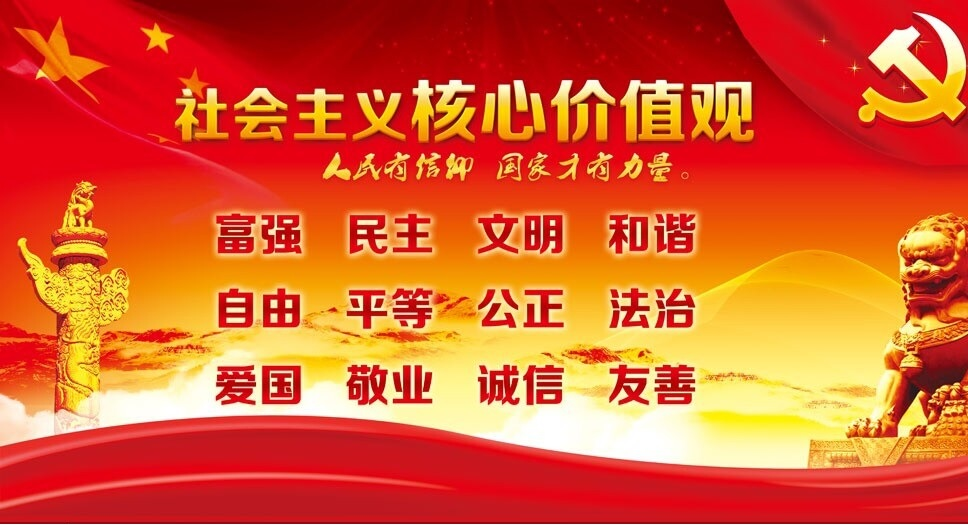 社会主义核心价值观
人民有信仰 国家才有力量。
富强 民主 文明 和谐
自由 平等 公正 法治
爱国 敬业 诚信 友善